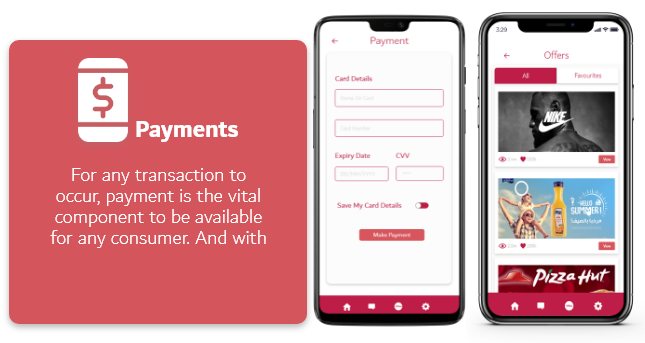 Payments
For any transaction to
occur, payment is the vital
component to be available
for any consumer. And with
Payment
Card Details
Name On Card
Card Number
Expiry Date
CVV
Save My Card Details
Make Payment
3:29
Offers
All
Favourites
NIKE
View
HELLO
SUMMER!
View
Pizza Hut